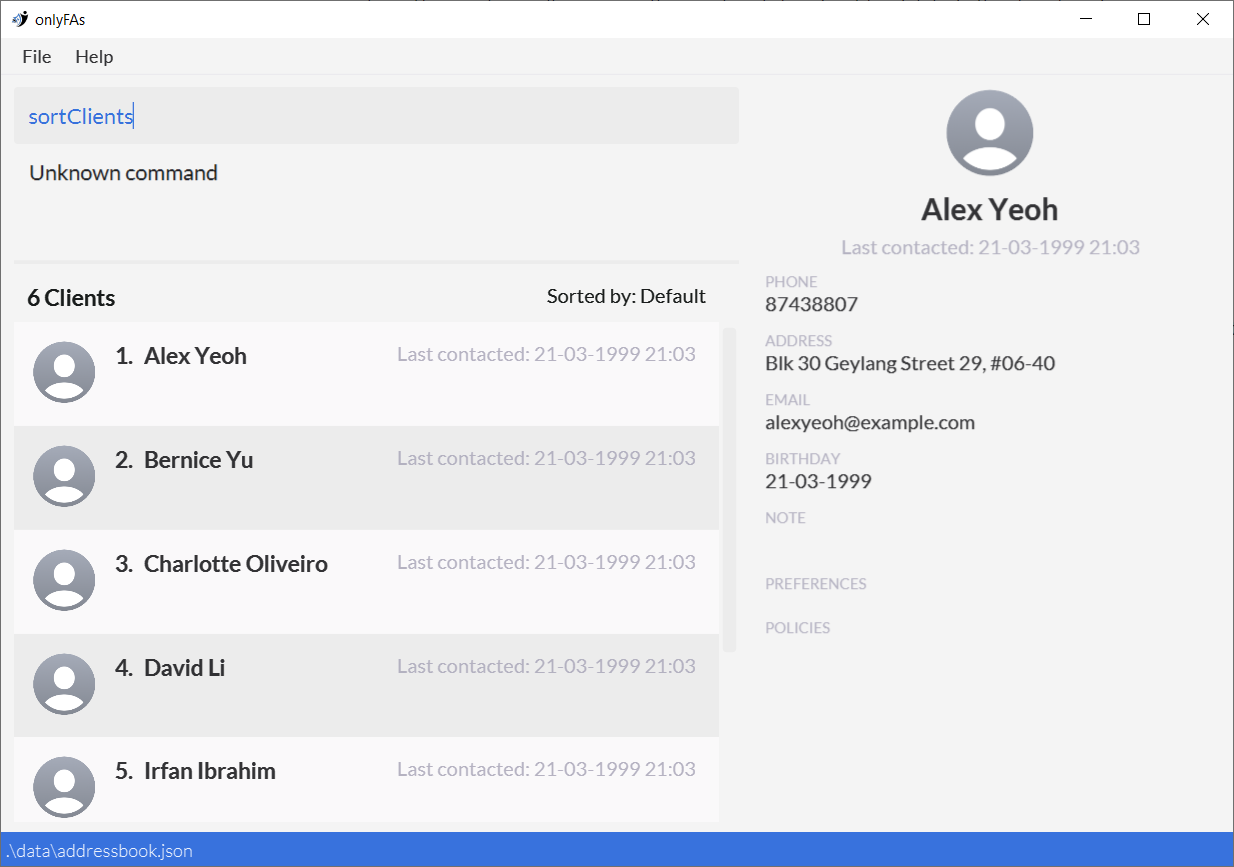 onlyFAs
File Help
sortClients
Unknown command
6 Clients Sorted by: Default
1. Alex Yeoh Last contacted: 21-03-1999 21:03
2. Bernice Yu Last contacted: 21-03-1999 21:03
3. Charlotte Oliveiro Last contacted: 21-03-1999 21:03
4. David Li Last contacted: 21-03-1999 21:03
5. Irfan Ibrahim Last contacted: 21-03-1999 21:03
Alex Yeoh
Last contacted: 21-03-1999 21:03
PHONE
87438807
ADDRESS
Blk 30 Geylang Street 29, #06-40
EMAIL
alexyeoh@example.com
BIRTHDAY
21-03-1999
NOTE
PREFERENCES
POLICIES
.\data\addressbook.json